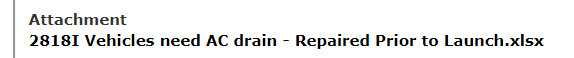 Attachment
2818I Vehicles need AC drain - Repaired Prior to Launch.xlsx